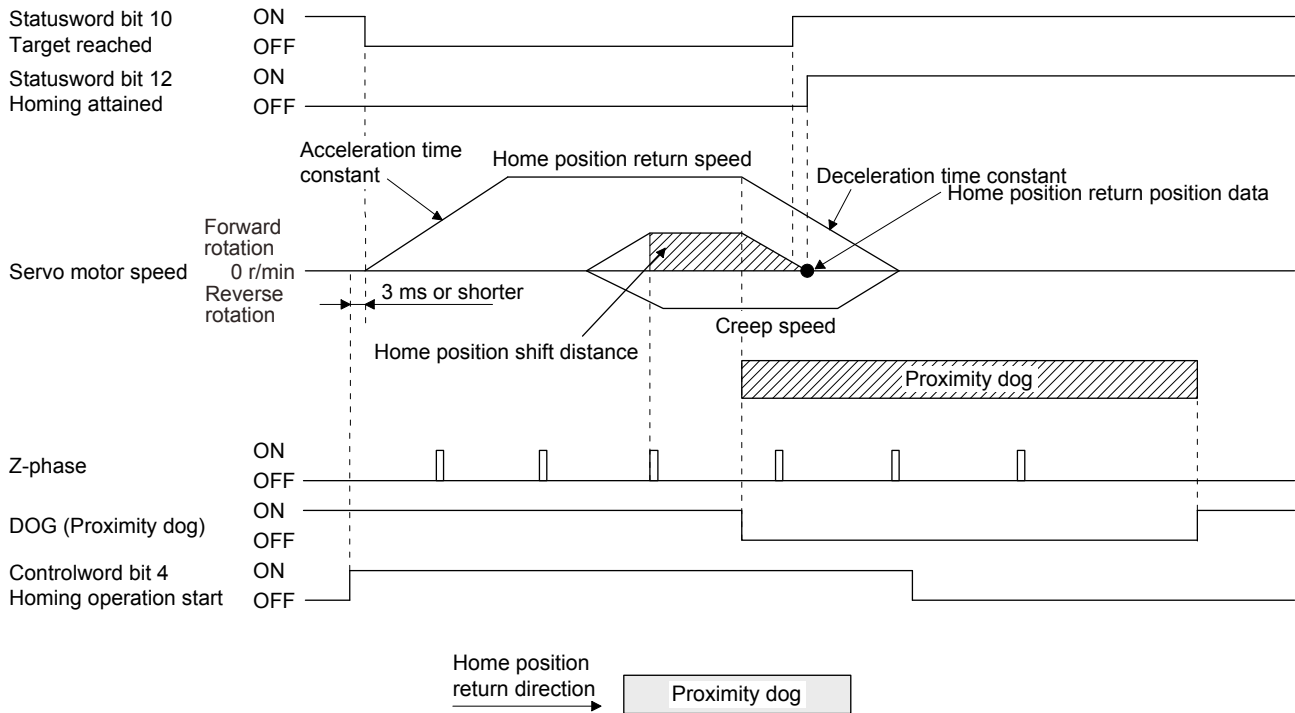 Statusword bit 10
Target reached
ON
OFF
Statusword bit 12
Homing attained
ON
OFF
Acceleration time
constant
Home position return speed
Deceleration time constant
Home position return position data
Forward
rotation
Servo motor speed
0 r/min
Reverse
rotation
3 ms or shorter
Creep speed
Home position shift distance
Proximity dog
Z-phase
ON
OFF
DOG (Proximity dog)
ON
OFF
Controlword bit 4
Homing operation start
ON
OFF
Home position
return direction
Proximity dog